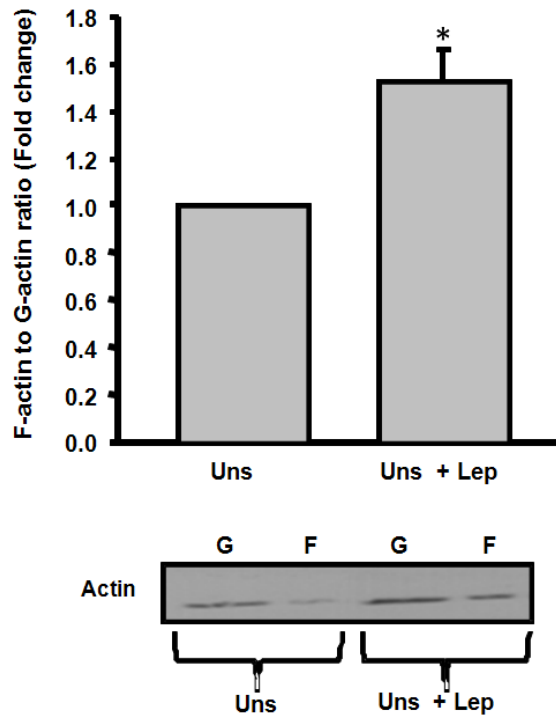 F-actin to G-actin ratio (Fold change)
1.8
1.6
1.4
1.2
1.0
0.8
0.6
0.4
0.2
0.0
*
Uns
Uns + Lep
G F G F
Actin
Uns
Uns + Lep